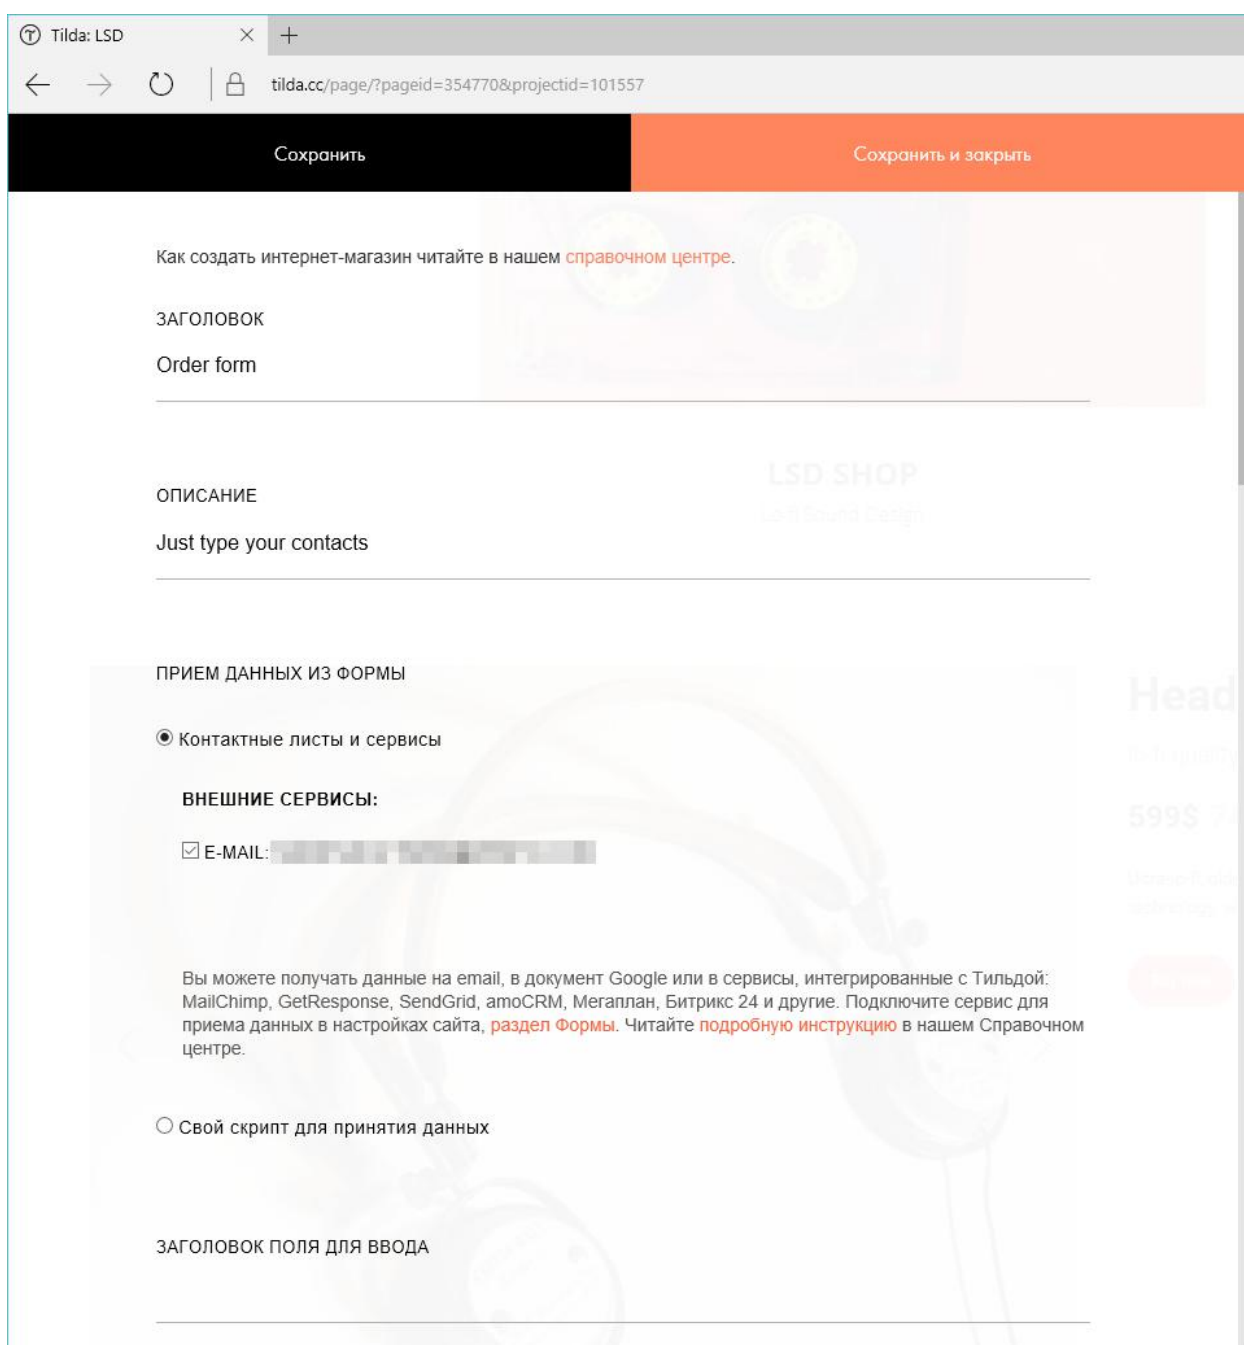 Tilda: LSD
tilda.cc/page/?pageid=354770&projectid=101557
Сохранить
Сохранить и закрыть
Как создать интернет-магазин читайте в нашем справочном центре.
ЗАГОЛОВОК
Order form
LSD SHOP
ОПИСАНИЕ
Just type your contacts
ПРИЕМ ДАННЫХ ИЗ ФОРМЫ
Head
Контактные листы и сервисы
ВНЕШНИЕ СЕРВИСЫ:
599$
E-MAIL:
Вы можете получать данные на email, в документ Google или в сервисы, интегрированные с Тильдой:
MailChimp, GetResponse, SendGrid, amoCRM, Мегаплан, Битрикс 24 и другие. Подключите сервис для
приема данных в настройках сайта, раздел Формы. Читайте подробную инструкцию в нашем Справочном
центре.
Свой скрипт для принятия данных
ЗАГОЛОВОК ПОЛЯ ДЛЯ ВВОДА